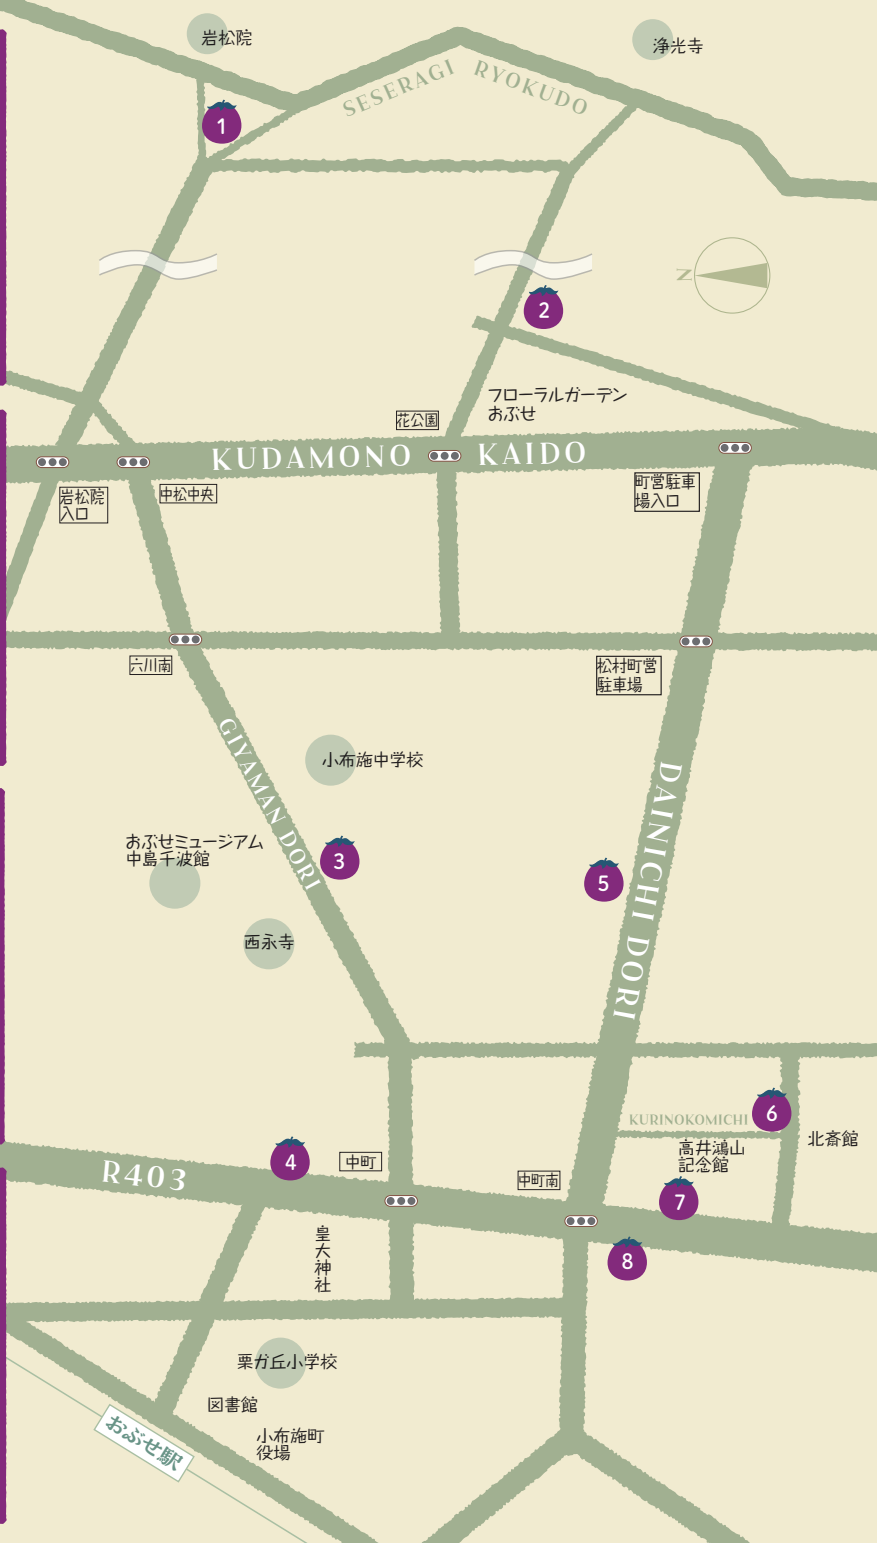 岩松院
浄光寺
SESERAGI RYOKUDO
1
N
2
フローラルガーデン
おぶせ
花公園
KUDAMONO KAIDO
岩松院
入口
中松中央
町営駐車
場入口
六川南
松村町営
駐車場
GIYAMAN DORI
小布施中学校
DAINICHI DORI
おぶせミュージアム
中島千波館
3
5
西永寺
KURINOKOMICHI
6
北斎館
高井鴻山
記念館
R403
4
中町
中町南
7
8
皇大神社
栗ガ丘小学校
図書館
小布施町
役場
おぶせ駅